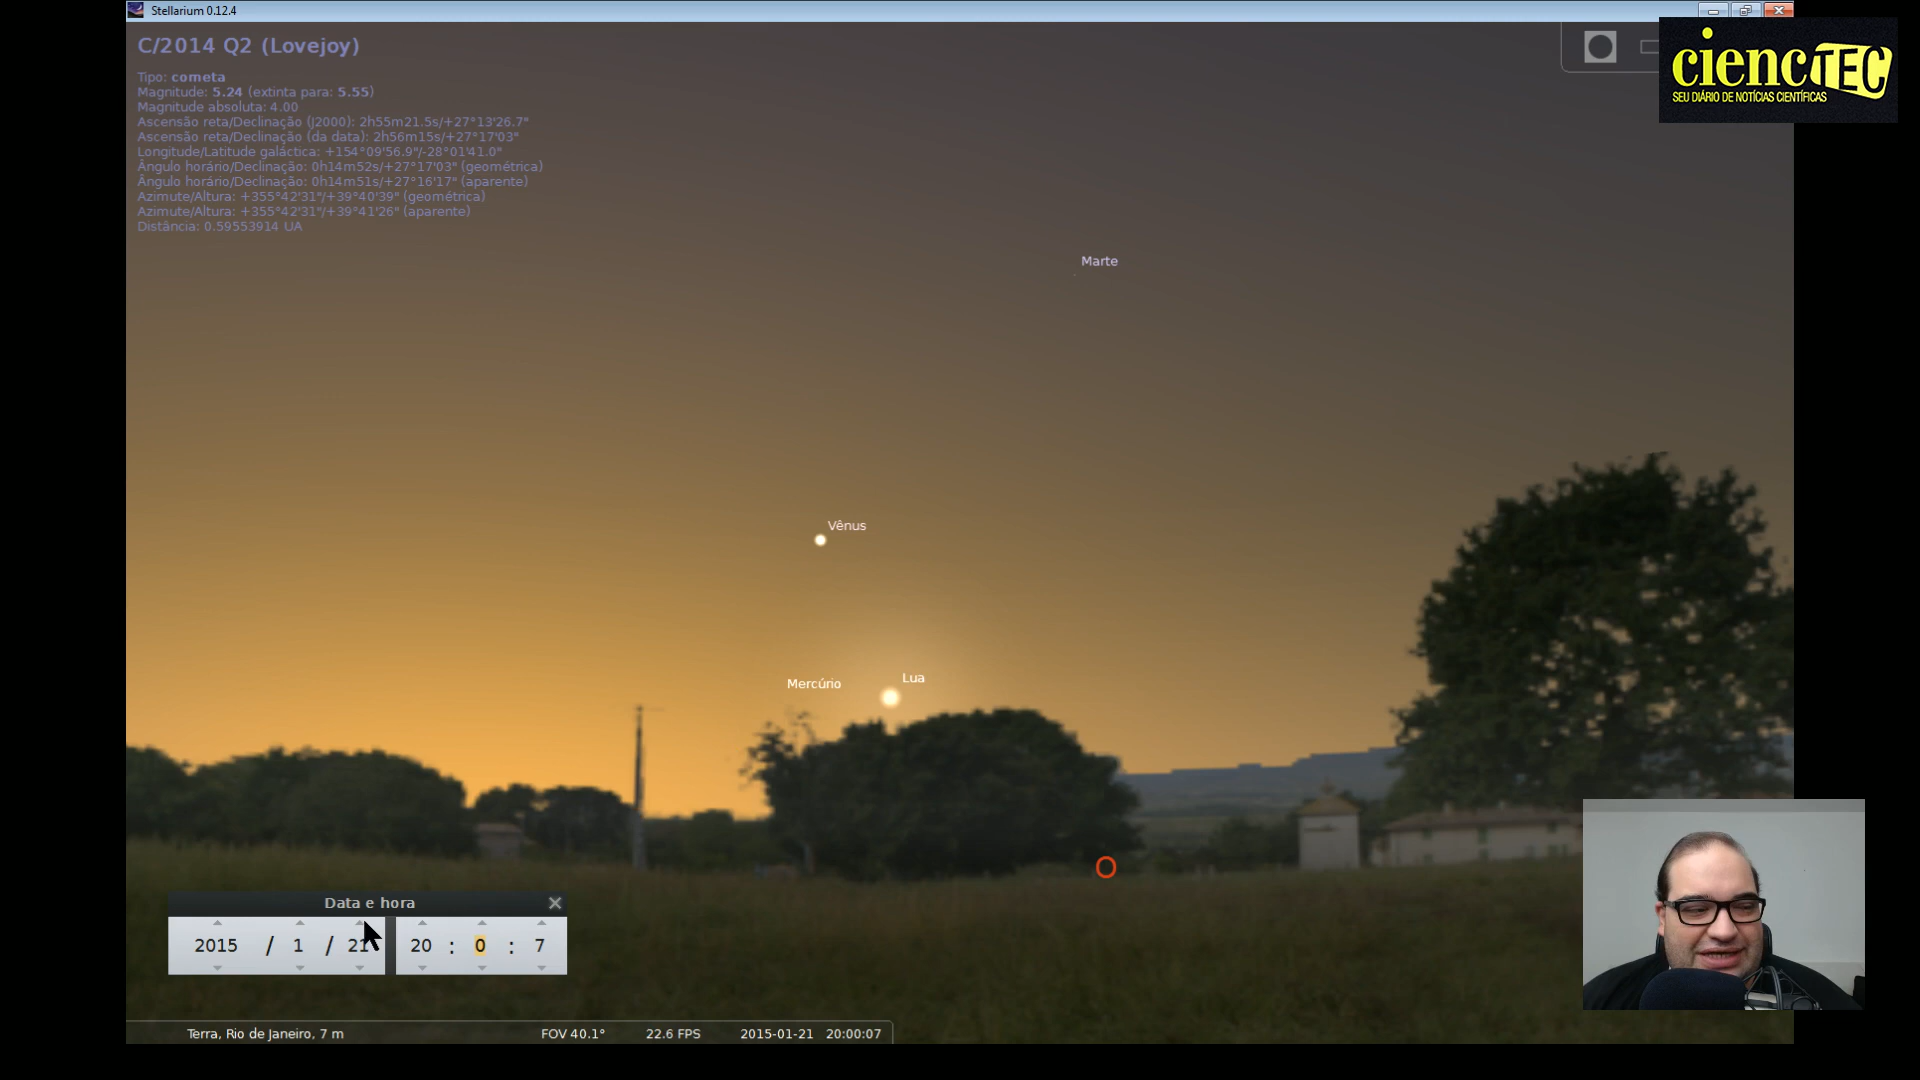 Stellarium 0.12.4
C/2014 Q2 (Lovejoy)
Tipo: cometa
Magnitude: 5.24 (extinta para: 5.55)
Magnitude absoluta: 4.00
Ascensão reta/Declinação (J2000): 2h55m21.5s/+27°13'26.7"
Ascensão reta/Declinação (da data): 2h56m15s/+27°17'03"
Longitude/Latitude galáctica: +154°09'56.9"/-28°01'41.0"
Ângulo horário/Declinação: 0h14m52s/+27°17'03" (geométrica)
Ângulo horário/Declinação: 0h14m51s/+27°16'17" (aparente)
Azimute/Altura: +355°42'31"/+39°40'39" (geométrica)
Azimute/Altura: +355°42'31"/+39°41'26" (aparente)
Distância: 0.59553914 UA
ciencTEC
SEU DIÁRIO DE NOTÍCIAS CIENTÍFICAS
Marte
Vênus
Mercúrio
Lua
O
Data e hora
2015 / 1 / 21 20 : 0 : 7
Terra, Rio de Janeiro, 7 m FOV 40.1° 22.6 FPS 2015-01-21 20:00:07